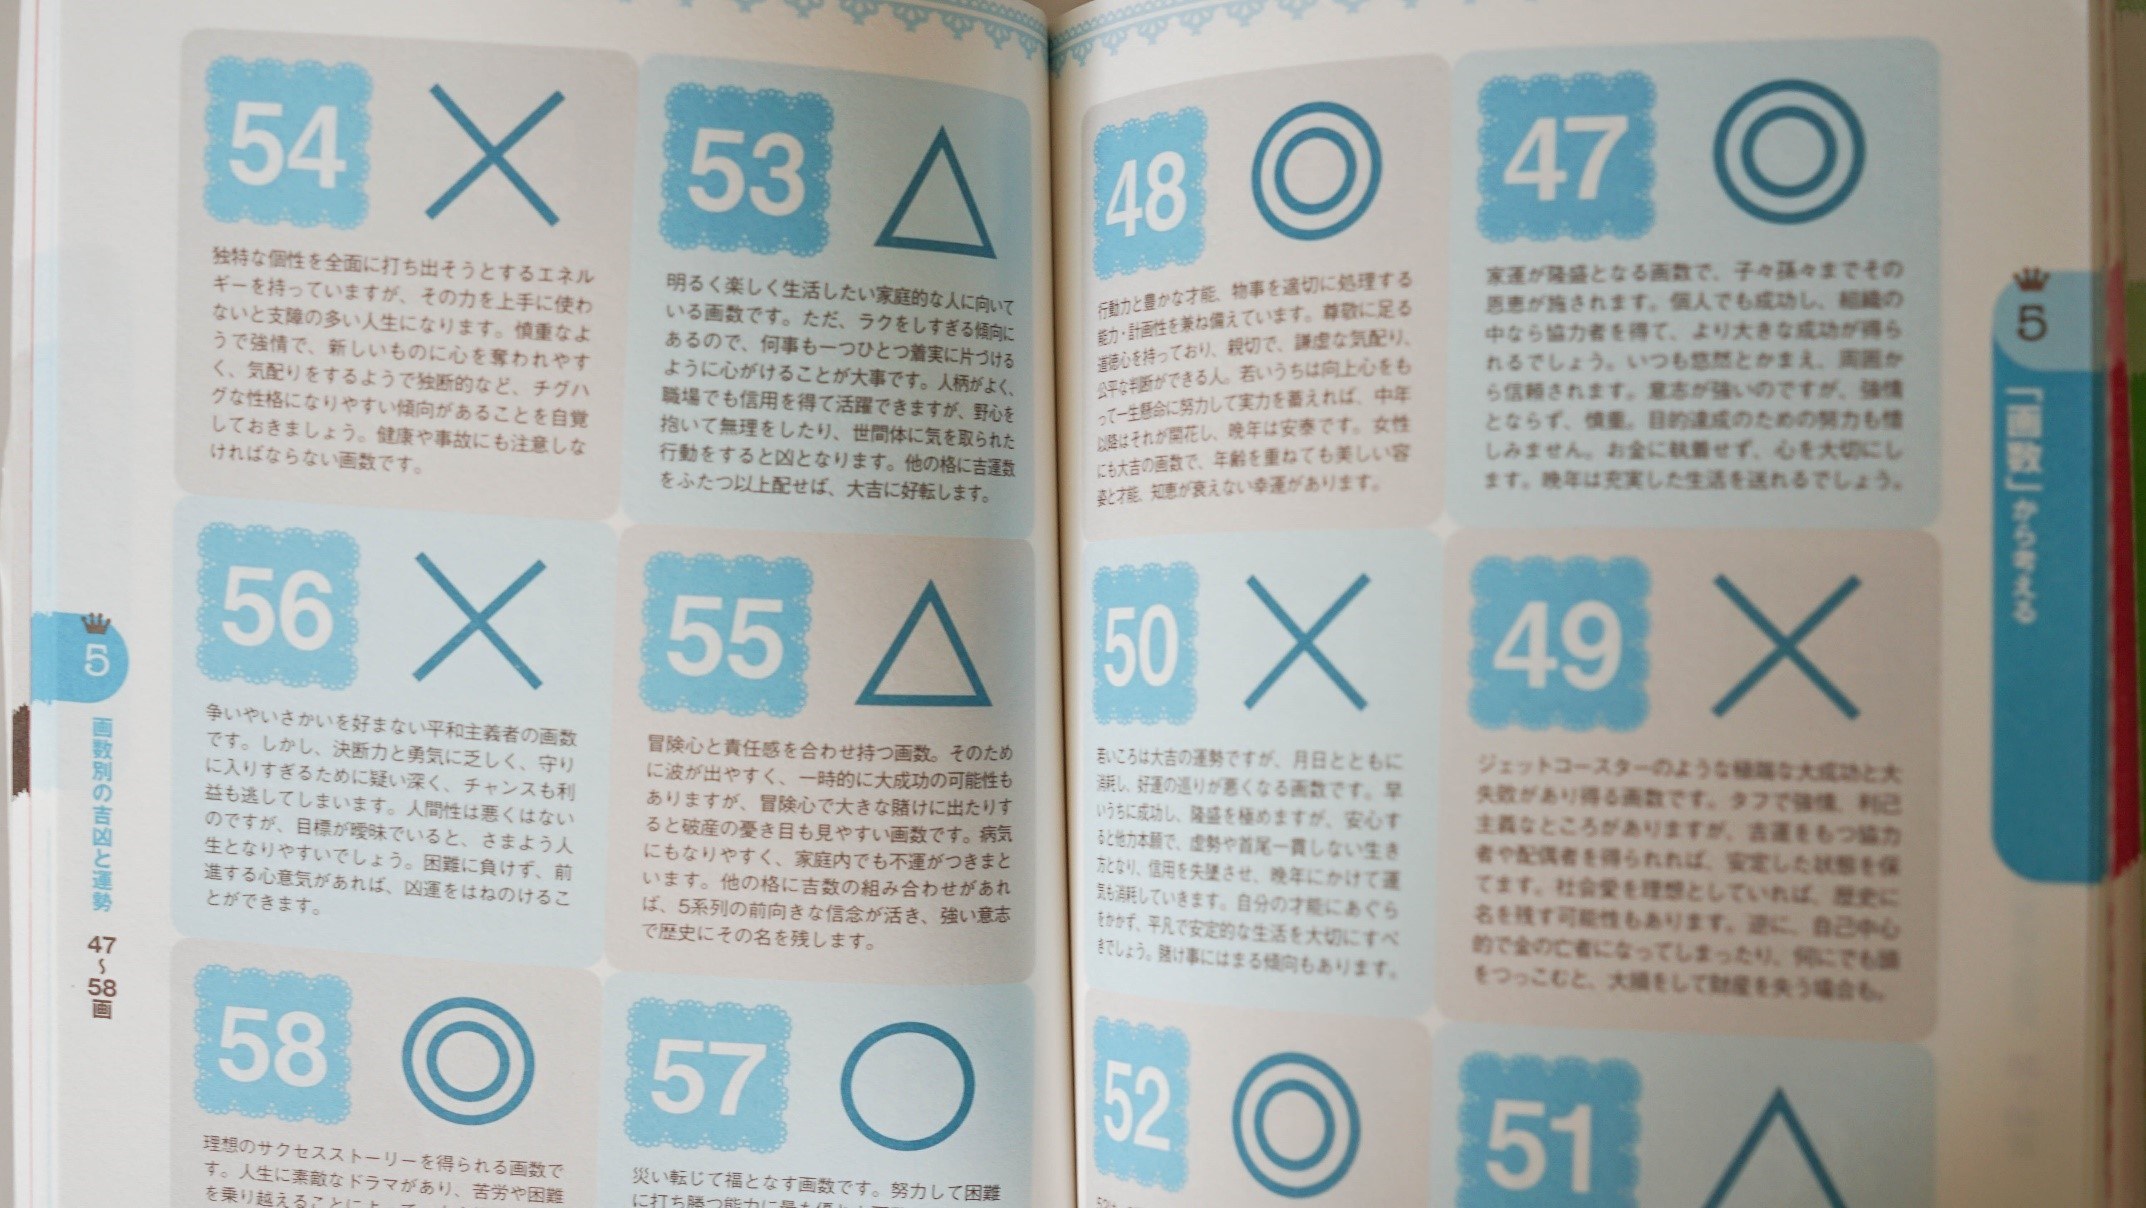 47
家運が隆盛となる画数で、子々孫々までその
恩恵が施されます。個人でも成功し、組織の
中なら協力者を得て、より大きな成功が得ら
れるでしょう。いつも悠然とかまえ、周囲か
ら信頼されます。意志が強いのですが、強情
とならず、慎重。目的達成のための努力も惜
しみません。お金に執着せず、心を大切にし
ます。晩年は充実した生活を送れるでしょう。
48
行動力と豊かな才能、物事を適切に処理する
能力・計画性を兼ね備えています。尊敬に足る
道徳心を持っており、親切で、謙虚な気配り、
公平な判断ができる人。若いうちは向上心をも
って一生懸命に努力して実力を蓄えれば、中年
以降はそれが開花し、晩年は安泰です。女性
にも大吉の画数で、年齢を重ねても美しい容
姿と才能、知恵が衰えない幸運があります。
49
ジェットコースターのような極端な大成功と大
失敗があり得る画数です。タフで強情、利己
主義なところがありますが、吉運をもつ協力
者や配偶者を得られれば、安定した状態を保
てます。社会愛を理想としていれば、歴史に
名を残す可能性もあります。逆に、自己中心
的で金の亡者になってしまったり、何にでも頭
をつっこむと、大損をして財産を失う場合も。
50
若いころは大吉の運勢ですが、月日とともに
消耗し、好運の巡りが悪くなる画数です。早
いうちに成功し、隆盛を極めますが、安心す
ると他力本願で、虚勢や首尾一貫しない生き
方となり、信用を失墜させ、晩年にかけて運
気も消耗していきます。自分の才能にあぐら
をかかず、平凡で安定的な生活を大切にすべ
きでしょう。賭け事にはまる傾向もあります。
51
52
5
「画数」から考える
53
明るく楽しく生活したい家庭的な人に向いて
いる画数です。ただ、ラクをしすぎる傾向に
あるので、何事も一つひとつ着実に片づける
ように心がけることが大事です。人柄がよく、
職場でも信用を得て活躍できますが、野心を
抱いて無理をしたり、世間体に気を取られた
行動をすると凶となります。他の格に吉運数
をふたつ以上配せば、大吉に好転します。
54
独特な個性を全面に打ち出そうとするエネル
ギーを持っていますが、その力を上手に使わ
ないと支障の多い人生になります。慎重なよ
うで強情で、新しいものに心を奪われやす
く、気配りをするようで独断的など、チグハ
グな性格になりやすい傾向があることを自覚
しておきましょう。健康や事故にも注意しな
ければならない画数です。
55
冒険心と責任感を合わせ持つ画数。そのため
に波が出やすく、一時的に大成功の可能性も
ありますが、冒険心で大きな賭けに出たりす
ると破産の憂き目も見やすい画数です。病気
にもなりやすく、家庭内でも不運がつきまと
います。他の格に吉数の組み合わせがあれ
ば、5系列の前向きな信念が活き、強い意志
で歴史にその名を残します。
56
争いやいさかいを好まない平和主義者の画数
です。しかし、決断力と勇気に乏しく、守り
に入りすぎるために疑い深く、チャンスも利
益も逃してしまいます。人間性は悪くはない
のですが、目標が曖昧でいると、さまよう人
生となりやすいでしょう。困難に負けず、前
進する心意気があれば、凶運をはねのけるこ
とができます。
57
災い転じて福となす画数です。努力して困難
に打ち勝つ能力に
58
理想のサクセスストーリーを得られる画数で
す。人生に素敵なドラマがあり、苦労や困難
を乗り越えることによって
5
画数別の吉凶と運勢
47〜58画